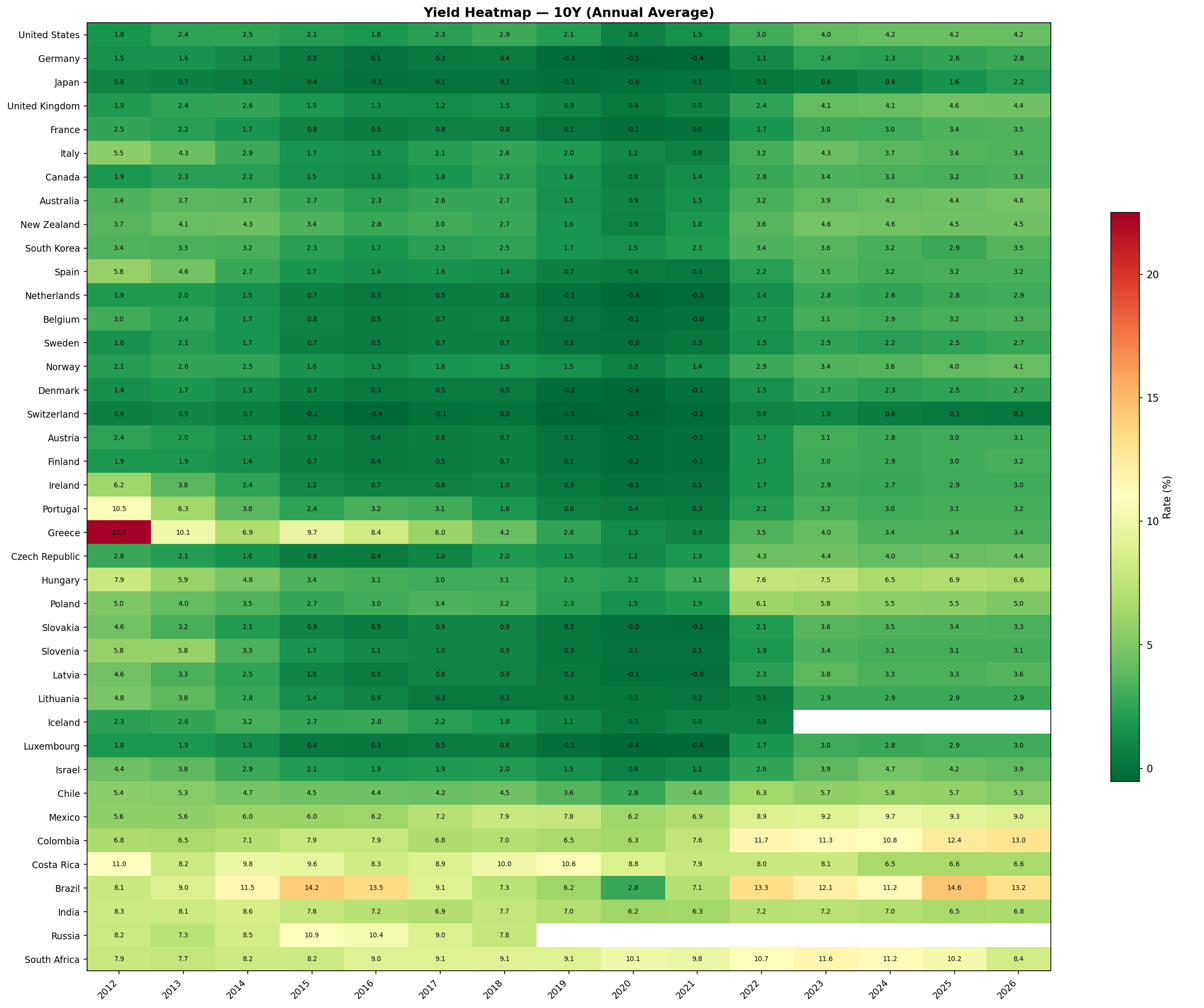 Yield Heatmap — 10Y (Annual Average)
United States 1.8 2.4 2.5 2.1 1.8 2.3 2.9 2.1 0.8 1.5 3.0 4.0 4.2 4.2 4.2
Germany 1.5 1.6 1.2 0.5 0.1 0.3 0.4 -0.3 -0.5 -0.4 1.1 2.4 2.3 2.6 2.8
Japan 0.8 0.7 0.5 0.4 -0.1 0.1 0.1 -0.1 -0.0 0.1 0.2 0.6 0.9 1.6 2.2
United Kingdom 1.9 2.4 2.6 1.9 1.3 1.2 1.5 0.9 0.4 0.8 2.4 4.1 4.1 4.6 4.4
France 2.5 2.2 1.7 0.8 0.5 0.8 0.8 0.1 -0.1 0.0 1.7 3.0 3.0 3.4 3.5
Italy 5.5 4.3 2.9 1.7 1.5 2.1 2.6 2.0 1.2 0.8 3.2 4.3 3.7 3.6 3.4
Canada 1.9 2.3 2.2 1.5 1.3 1.8 2.3 1.6 0.8 1.4 2.8 3.4 3.3 3.2 3.3
Australia 3.4 3.7 3.7 2.7 2.3 2.6 2.7 1.5 0.9 1.5 3.2 3.9 4.2 4.4 4.8
New Zealand 3.7 4.1 4.3 3.4 2.8 3.0 2.7 1.6 0.9 1.8 3.6 4.6 4.6 4.5 4.5
South Korea 3.4 3.3 3.2 2.3 1.7 2.3 2.5 1.7 1.5 2.1 3.4 3.6 3.2 2.9 3.5
Spain 5.8 4.6 2.7 1.7 1.4 1.6 1.4 0.7 0.4 0.3 2.2 3.5 3.2 3.2 3.2
Netherlands 1.9 2.0 1.5 0.7 0.3 0.5 0.6 -0.1 -0.4 -0.3 1.4 2.8 2.6 2.8 2.9
Belgium 3.0 2.4 1.7 0.8 0.5 0.7 0.8 0.2 -0.1 -0.0 1.7 3.1 2.9 3.2 3.3
Sweden 1.6 2.1 1.7 0.7 0.5 0.7 0.7 0.1 -0.0 0.3 1.5 2.5 2.2 2.5 2.7
Norway 2.1 2.6 2.5 1.6 1.3 1.6 1.9 1.5 0.8 1.4 2.9 3.4 3.6 4.0 4.1
Denmark 1.4 1.7 1.3 0.7 0.3 0.5 0.5 -0.2 -0.4 -0.1 1.5 2.7 2.3 2.5 2.7
Switzerland 0.6 0.9 0.7 -0.1 -0.4 -0.1 0.0 -0.5 -0.5 -0.2 0.8 1.0 0.6 0.3 0.3
Austria 2.4 2.0 1.5 0.7 0.4 0.6 0.7 0.1 -0.2 -0.1 1.7 3.1 2.8 3.0 3.1
Finland 1.9 1.9 1.4 0.7 0.4 0.5 0.7 0.1 -0.2 -0.1 1.7 3.0 2.9 3.0 3.2
Ireland 6.2 3.8 2.4 1.2 0.7 0.8 1.0 0.3 -0.1 0.1 1.7 2.9 2.7 2.9 3.0
Portugal 10.5 6.3 3.8 2.4 3.2 3.1 1.8 0.8 0.4 0.3 2.2 3.2 3.0 3.1 3.2
Greece 22.5 10.1 6.9 9.7 8.4 6.0 4.2 2.6 1.3 0.9 3.5 4.0 3.4 3.4 3.4
Czech Republic 2.8 2.1 1.6 0.6 0.4 1.0 2.0 1.5 1.1 1.9 4.3 4.4 4.0 4.3 4.4
Hungary 7.9 5.9 4.8 3.4 3.1 3.0 3.1 2.5 2.2 3.1 7.6 7.5 6.5 6.9 6.6
Poland 5.0 4.0 3.5 2.7 3.0 3.4 3.2 2.3 1.5 1.9 6.1 5.8 5.5 5.5 5.0
Slovakia 4.6 3.2 2.1 0.9 0.5 0.9 0.9 0.2 -0.0 -0.1 2.1 3.6 3.5 3.4 3.3
Slovenia 5.8 5.8 3.3 1.7 1.1 1.0 0.9 0.3 0.1 0.1 1.9 3.4 3.1 3.1 3.1
Latvia 4.6 3.3 2.5 1.0 0.5 0.8 0.9 0.3 -0.1 -0.0 2.3 3.8 3.3 3.3 3.6
Lithuania 4.8 3.8 2.8 1.4 0.9 0.3 0.3 0.3 0.2 0.2 0.6 2.9 2.9 2.9 2.9
Iceland 2.3 2.6 3.2 2.7 2.8 2.2 1.8 1.1 0.3 0.8 0.8
Luxembourg 1.8 1.9 1.3 0.4 0.3 0.5 0.6 -0.1 -0.4 -0.4 1.7 3.0 2.8 2.9 3.0
Israel 4.4 3.8 2.9 2.1 1.9 1.9 2.0 1.5 0.8 1.1 2.6 3.9 4.7 4.2 3.9
Chile 5.4 5.3 4.7 4.5 4.4 4.2 4.5 3.6 2.8 4.4 6.3 5.7 5.8 5.7 5.3
Mexico 5.6 5.6 6.0 6.0 6.2 7.2 7.9 7.8 6.2 6.9 8.9 9.2 9.7 9.3 9.0
Colombia 6.8 6.5 7.1 7.9 7.9 6.8 7.0 6.5 6.3 7.6 11.7 11.3 10.8 12.4 13.0
Costa Rica 11.0 8.2 9.8 9.6 8.3 8.9 10.0 10.6 8.8 7.9 8.0 8.1 6.5 6.6 6.6
Brazil 8.1 9.0 11.5 14.2 13.5 9.1 7.3 6.2 2.8 7.1 13.3 12.1 11.2 14.6 13.2
India 8.3 8.1 8.6 7.8 7.2 6.9 7.7 7.0 6.2 6.3 7.2 7.2 7.0 6.5 6.8
Russia 8.2 7.3 8.5 10.9 10.4 9.0 7.8
South Africa 7.9 7.7 8.2 8.2 9.0 9.1 9.1 9.1 10.1 9.8 10.7 11.6 11.2 10.2 8.4
2012 2013 2014 2015 2016 2017 2018 2019 2020 2021 2022 2023 2024 2025 2026
20
15
10
5
0
Rate (%)